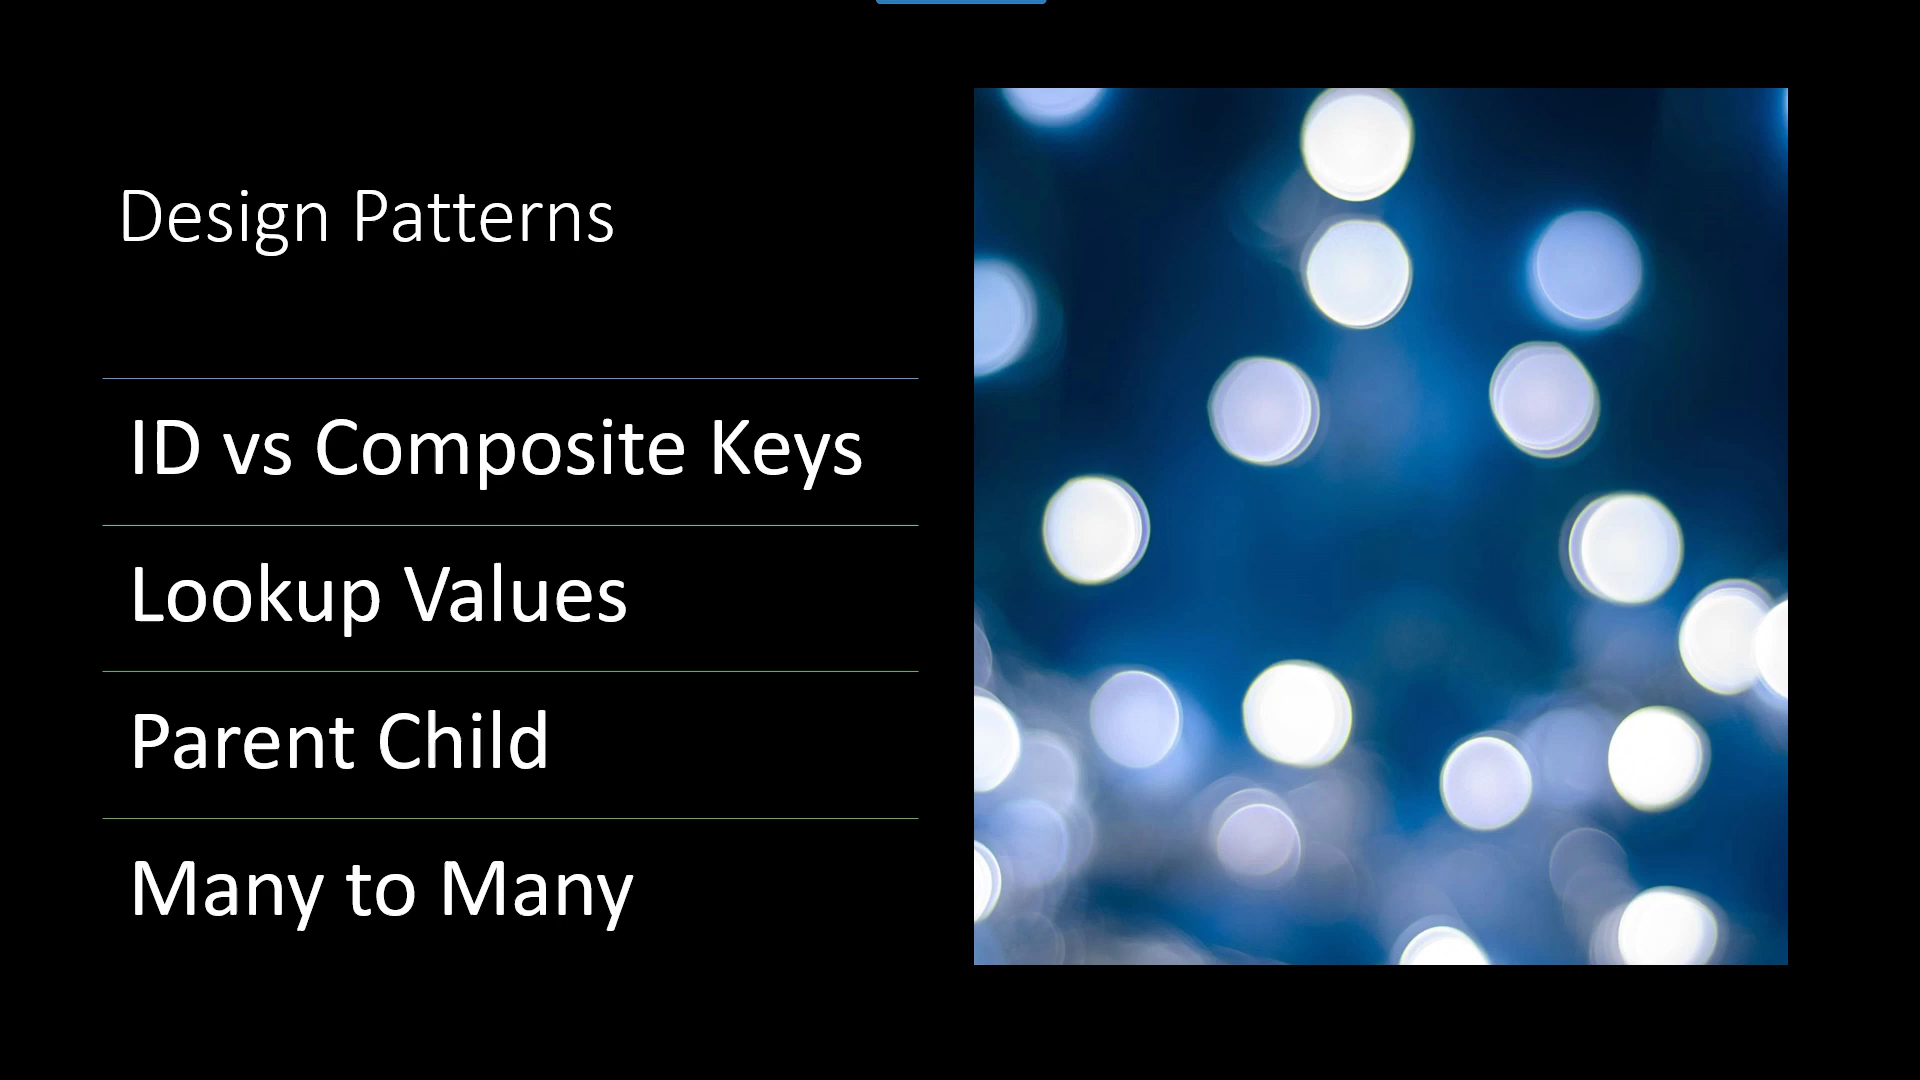 Design Patterns
ID vs Composite Keys
Lookup Values
Parent Child
Many to Many